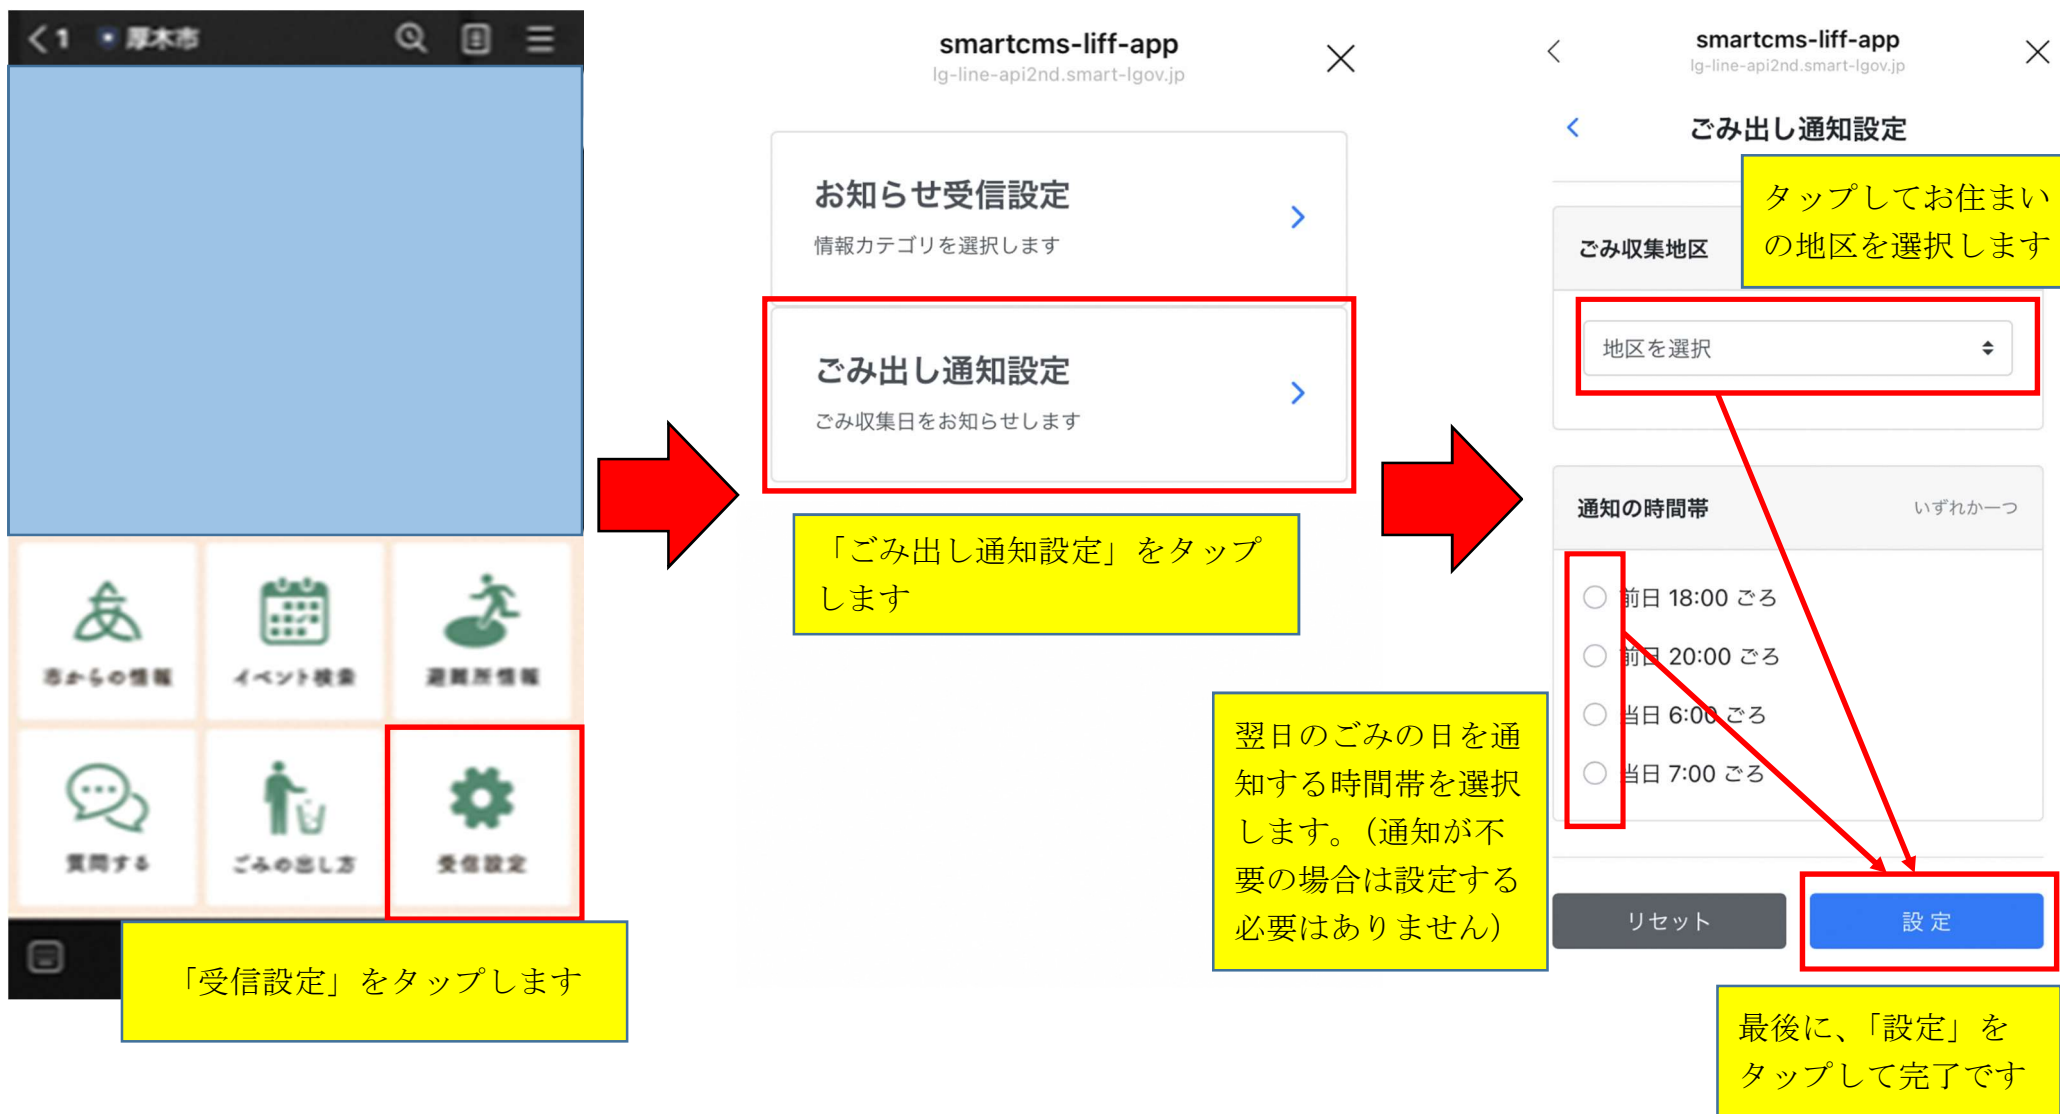 1 厚木市
市からの情報
イベント検索
避難所情報
質問する
ごみの出し方
受信設定
「受信設定」をタップします
smartcms-liff-app
lg-line-api2nd.smart-lgov.jp
お知らせ受信設定
情報カテゴリを選択します
ごみ出し通知設定
ごみ収集日をお知らせします
「ごみ出し通知設定」をタップ
します
smartcms-liff-app
lg-line-api2nd.smart-lgov.jp
ごみ出し通知設定
タップしてお住まい
の地区を選択します
ごみ収集地区
地区を選択
通知の時間帯
いずれか一つ
前日 18:00 ごろ
前日 20:00 ごろ
当日 6:00 ごろ
当日 7:00 ごろ
翌日のごみの日を通
知する時間帯を選択
します。（通知が不
要の場合は設定する
必要はありません）
リセット
設定
最後に、「設定」を
タップして完了です